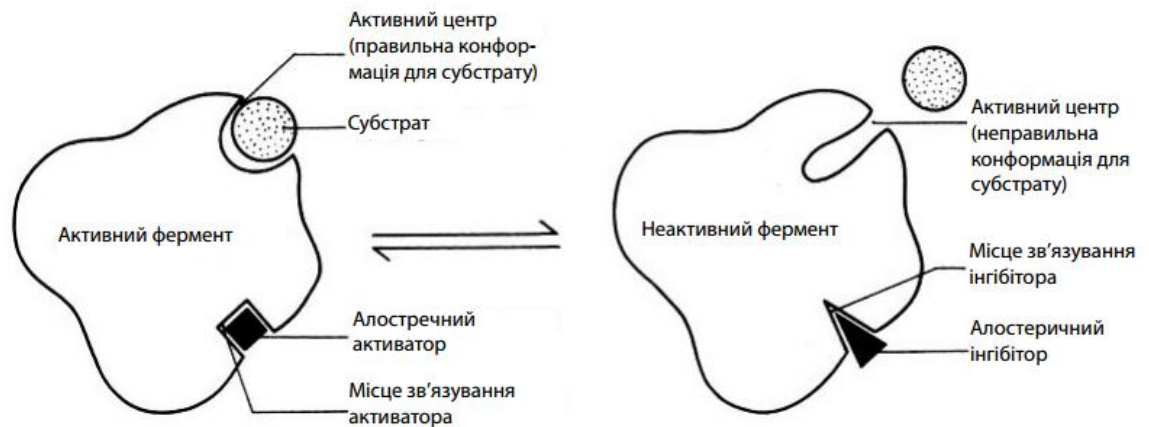 Активний центр
(правильна конфор-
мація для субстрату)
Субстрат
Активний фермент
Алостречний
активатор
Місце зв'язування
активатора
Активний центр
(неправильна
конформація для
субстрату)
Неактивний фермент
Місце зв'язування
інгібітора
Алостеричний
інгібітор